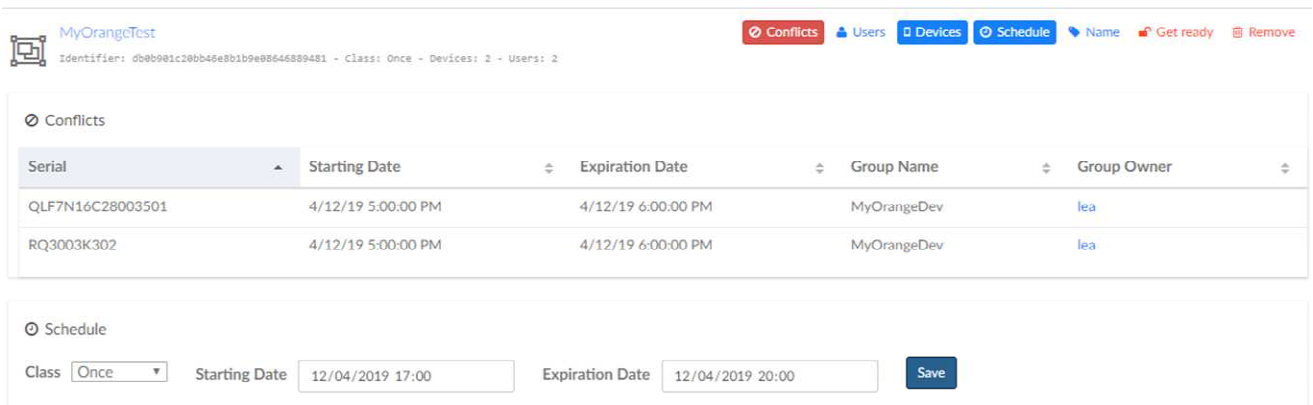 MyOrangeTest Conflicts Users Devices Schedule Name Get ready Remove
Identifier: db0b901c20bb46e8b1b9e08646889481 - Class: Once - Devices: 2 - Users: 2
Conflicts
Serial Starting Date Expiration Date Group Name Group Owner
QLF7N16C28003501 4/12/19 5:00:00 PM 4/12/19 6:00:00 PM MyOrangeDev lea
RQ3003K302 4/12/19 5:00:00 PM 4/12/19 6:00:00 PM MyOrangeDev lea
Schedule
Class Once Starting Date 12/04/2019 17:00 Expiration Date 12/04/2019 20:00 Save